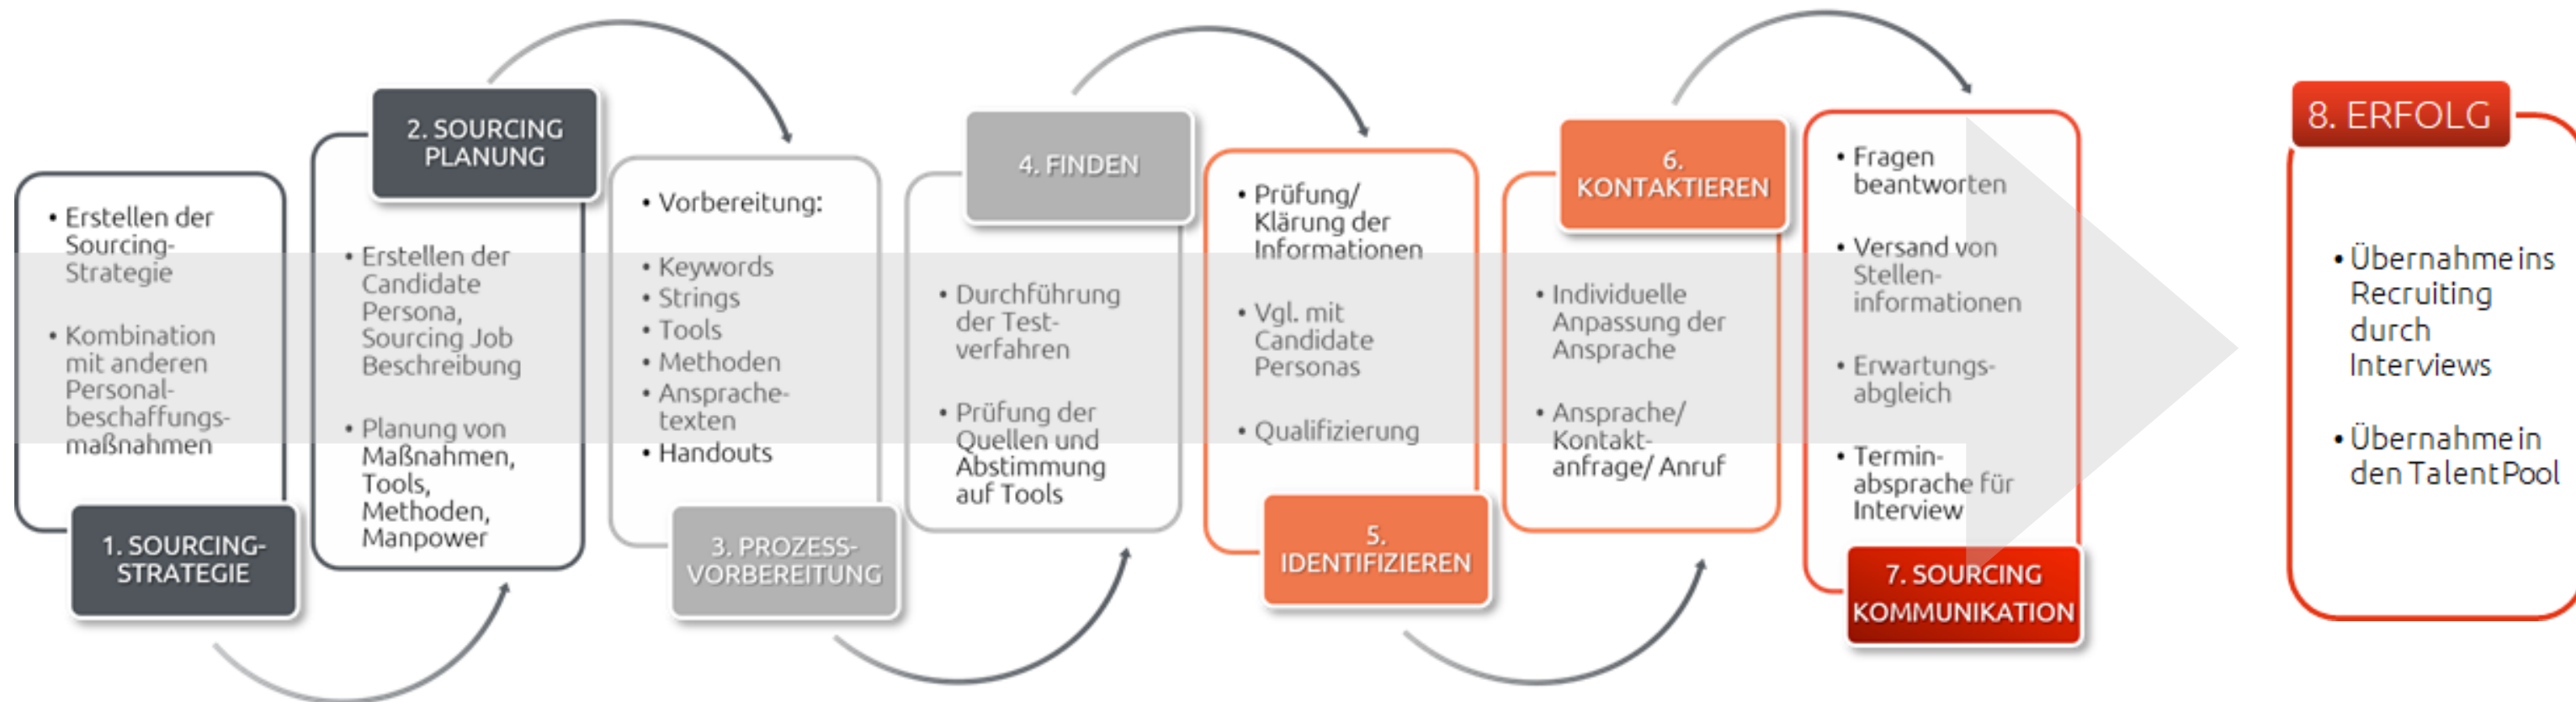 • Erstellen der
Sourcing-
Strategie
• Kombination
mit anderen
Personal-
beschaffungs-
maßnahmen
1. SOURCING-
STRATEGIE
2. SOURCING
PLANUNG
• Erstellen der
Candidate
Persona,
Sourcing Job
Beschreibung
• Planung von
Maßnahmen,
Tools,
Methoden,
Manpower
• Vorbereitung:
• Keywords
• Strings
• Tools
• Methoden
• Ansprache-
texten
• Handouts
3. PROZESS-
VORBEREITUNG
4. FINDEN
• Durchführung
der Test-
verfahren
• Prüfung der
Quellen und
Abstimmung
auf Tools
• Prüfung/
Klärung der
Informationen
• Vgl. mit
Candidate
Personas
• Qualifizierung
5.
IDENTIFIZIEREN
6.
KONTAKTIEREN
• Individuelle
Anpassung der
Ansprache
• Ansprache/
Kontakt-
anfrage/ Anruf
• Fragen
beantworten
• Versand von
Stellen-
informationen
• Erwartungs-
abgleich
• Termin-
absprache für
Interview
7. SOURCING
KOMMUNIKATION
8. ERFOLG
• Übernahme ins
Recruiting
durch
Interviews
• Übernahme in
den Talent Pool